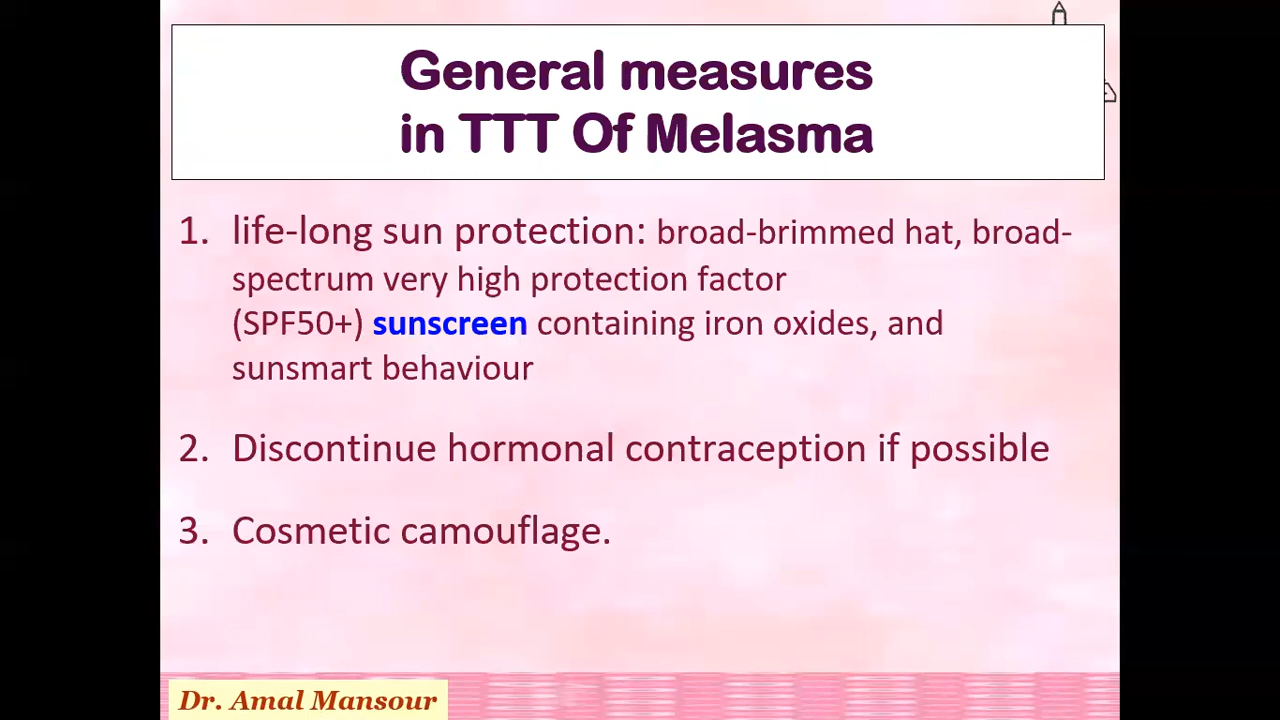 General measures
in TTT Of Melasma
1. life-long sun protection: broad-brimmed hat, broad-
spectrum very high protection factor
(SPF50+) sunscreen containing iron oxides, and
sunsmart behaviour
2. Discontinue hormonal contraception if possible
3. Cosmetic camouflage.
Dr. Amal Mansour